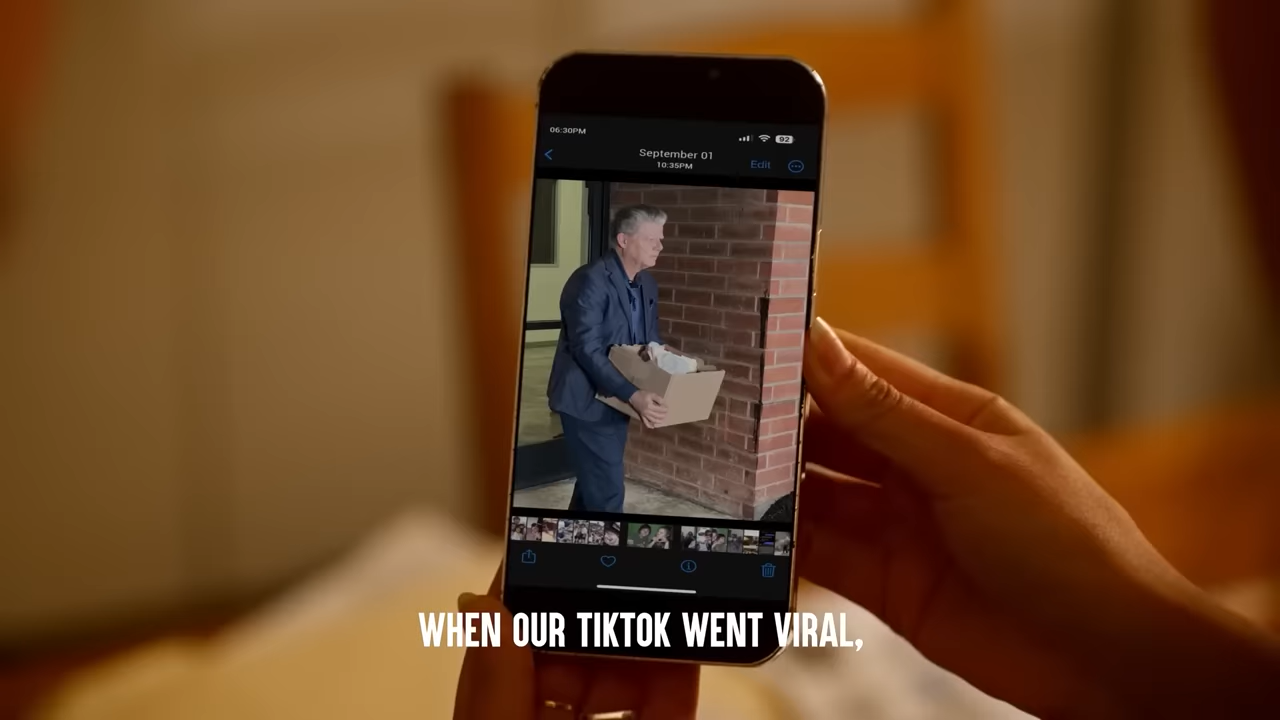 06:30PM
92
September 01
10:35PM
Edit
WHEN OUR TIKTOK WENT VIRAL,